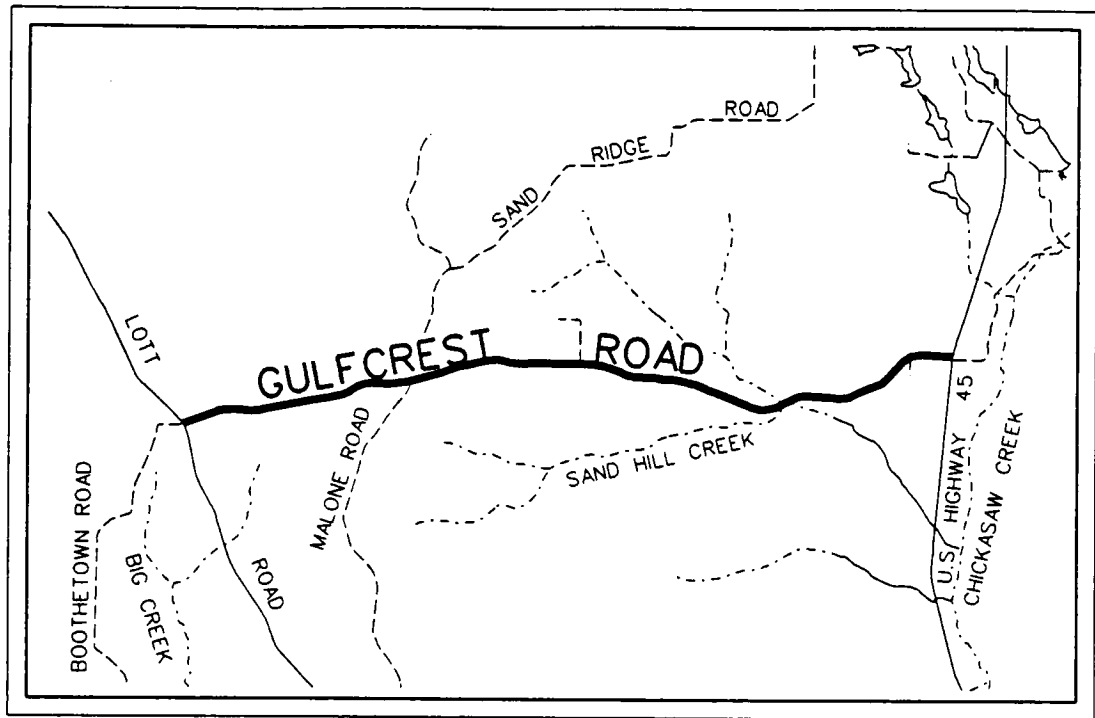 SAND RIDGE ROAD
LOTT ROAD
GULFCREST ROAD
MALONE ROAD
SAND HILL CREEK
BOOTHETOWN ROAD
BIG CREEK
U.S. HIGHWAY 45
CHICKASAW CREEK